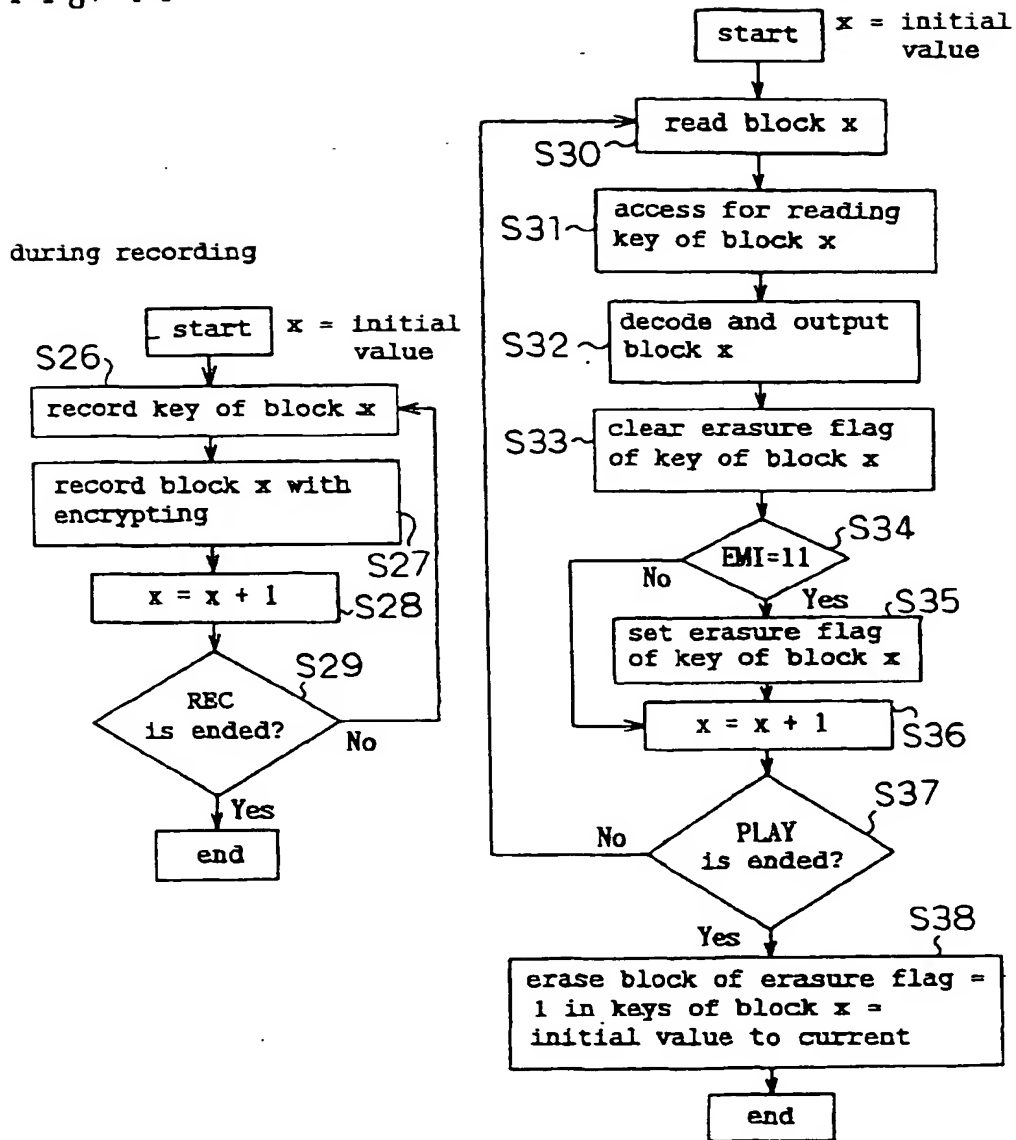 during recording
start
x = initial
value
S26
record key of block x
record block x with
encrypting
S27
x = x + 1
S28
S29
REC
is ended?
No
Yes
end
start
x = initial
value
read block x
S30
S31
access for reading
key of block x
S32
decode and output
block x
S33
clear erasure flag
of key of block x
S34
EMI=11
No
Yes
S35
set erasure flag
of key of block x
x = x + 1
S36
S37
PLAY
is ended?
No
Yes
S38
erase block of erasure flag =
1 in keys of block x =
initial value to current
end